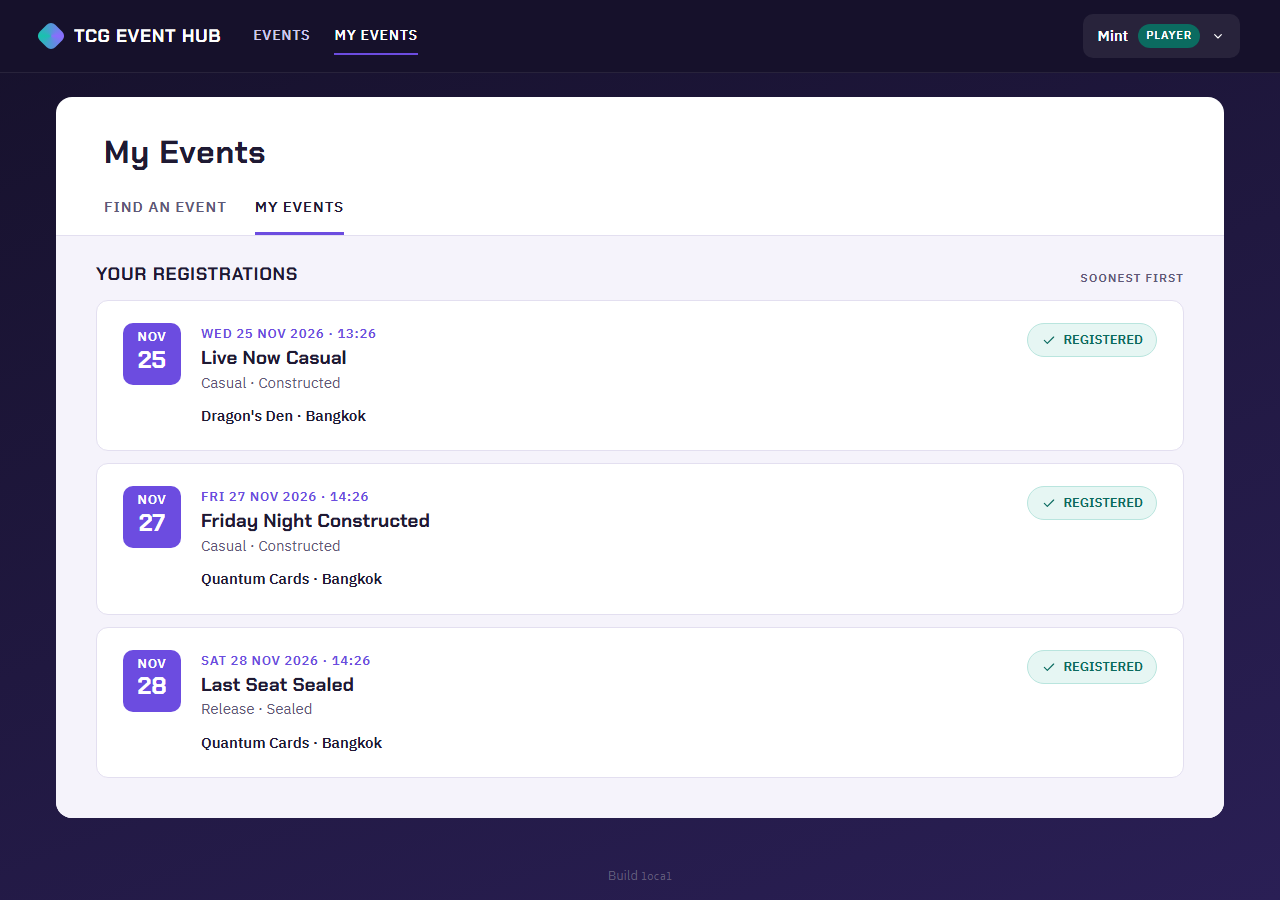 TCG EVENT HUB EVENTS MY EVENTS Mint PLAYER
My Events
FIND AN EVENT MY EVENTS
YOUR REGISTRATIONS SOONEST FIRST
NOV
25
WED 25 NOV 2026 · 13:26
Live Now Casual
Casual · Constructed
Dragon's Den · Bangkok
REGISTERED
NOV
27
FRI 27 NOV 2026 · 14:26
Friday Night Constructed
Casual · Constructed
Quantum Cards · Bangkok
REGISTERED
NOV
28
SAT 28 NOV 2026 · 14:26
Last Seat Sealed
Release · Sealed
Quantum Cards · Bangkok
REGISTERED
Build local